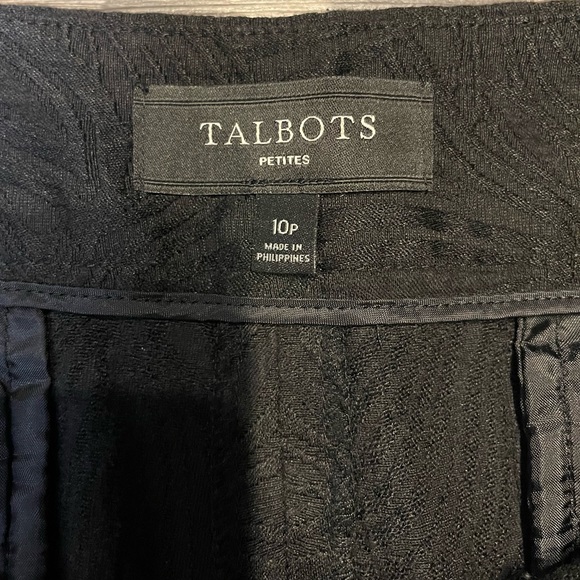 TALBOTS
PETITES
10P
MADE IN
PHILIPPINES